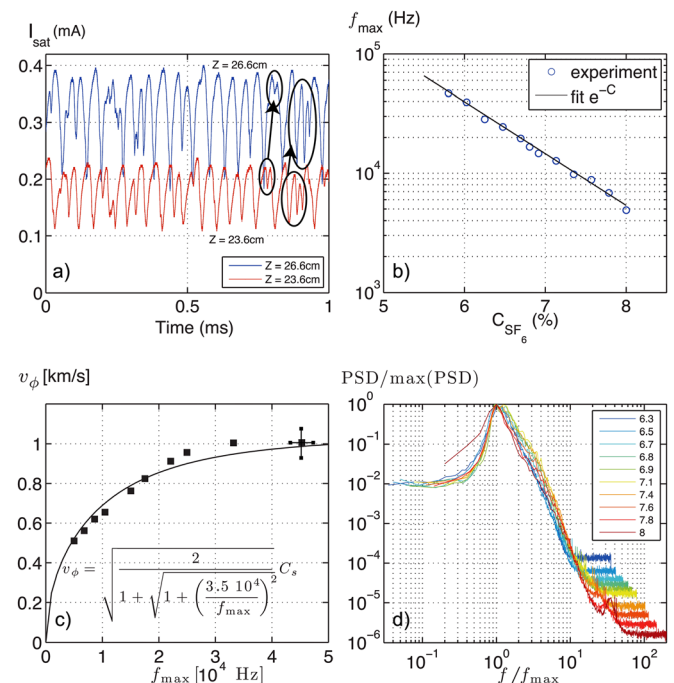 I_sat (mA)
Z = 26.6cm
0.4
0.3
0.2
0.1
0
Z = 23.6cm
a)
Z = 26.6cm
Z = 23.6cm
0 0.5 1
Time (ms)
f_max (Hz)
10^5
10^4
10^3
experiment
fit e^−C
b)
5 6 7 8
C_SF_6 (%)
v_ϕ [km/s]
1
0.8
0.6
0.4
0.2
0
v_ϕ = √(2 / (1 + √(1 + (3.5 10^4 / f_max)^2))) C_s
c)
0 1 2 3 4 5
f_max [10^4 Hz]
PSD/max(PSD)
10^0
10^−1
10^−2
10^−3
10^−4
10^−5
10^−6
6.3
6.5
6.7
6.8
6.9
7.1
7.4
7.6
7.8
8
d)
10^−1 10^0 10^1 10^2
f/f_max